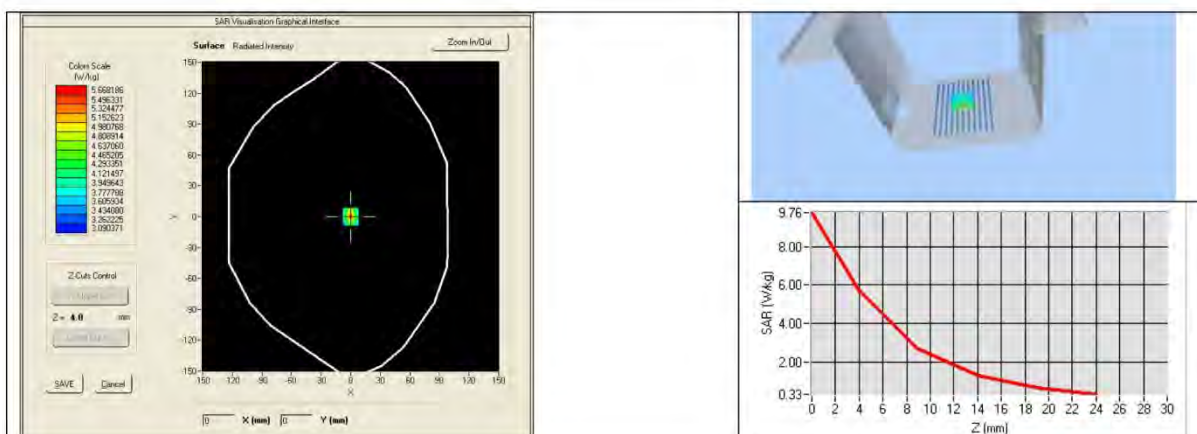 SAR Visualisation Graphical Interface
Surface Radiated Intensity
Zoom In/Out
Colors Scale
(W/kg)
5.668186
5.496331
5.324477
5.152623
4.980768
4.808914
4.637060
4.465205
4.293351
4.121497
3.949643
3.777788
3.605934
3.434080
3.262225
3.090371
Z-Cuts Control
Z = 4.0 mm
SAVE
Cancel
150
120
90
60
30
0
-30
-60
-90
-120
-150
Y
-150 -120 -90 -60 -30 0 30 60 90 120 150
X
0 X (mm) 0 Y (mm)
9.76
8.00
6.00
4.00
2.00
0.33
SAR (W/kg)
0 2 4 6 8 10 12 14 16 18 20 22 24 26 28 30
Z (mm)